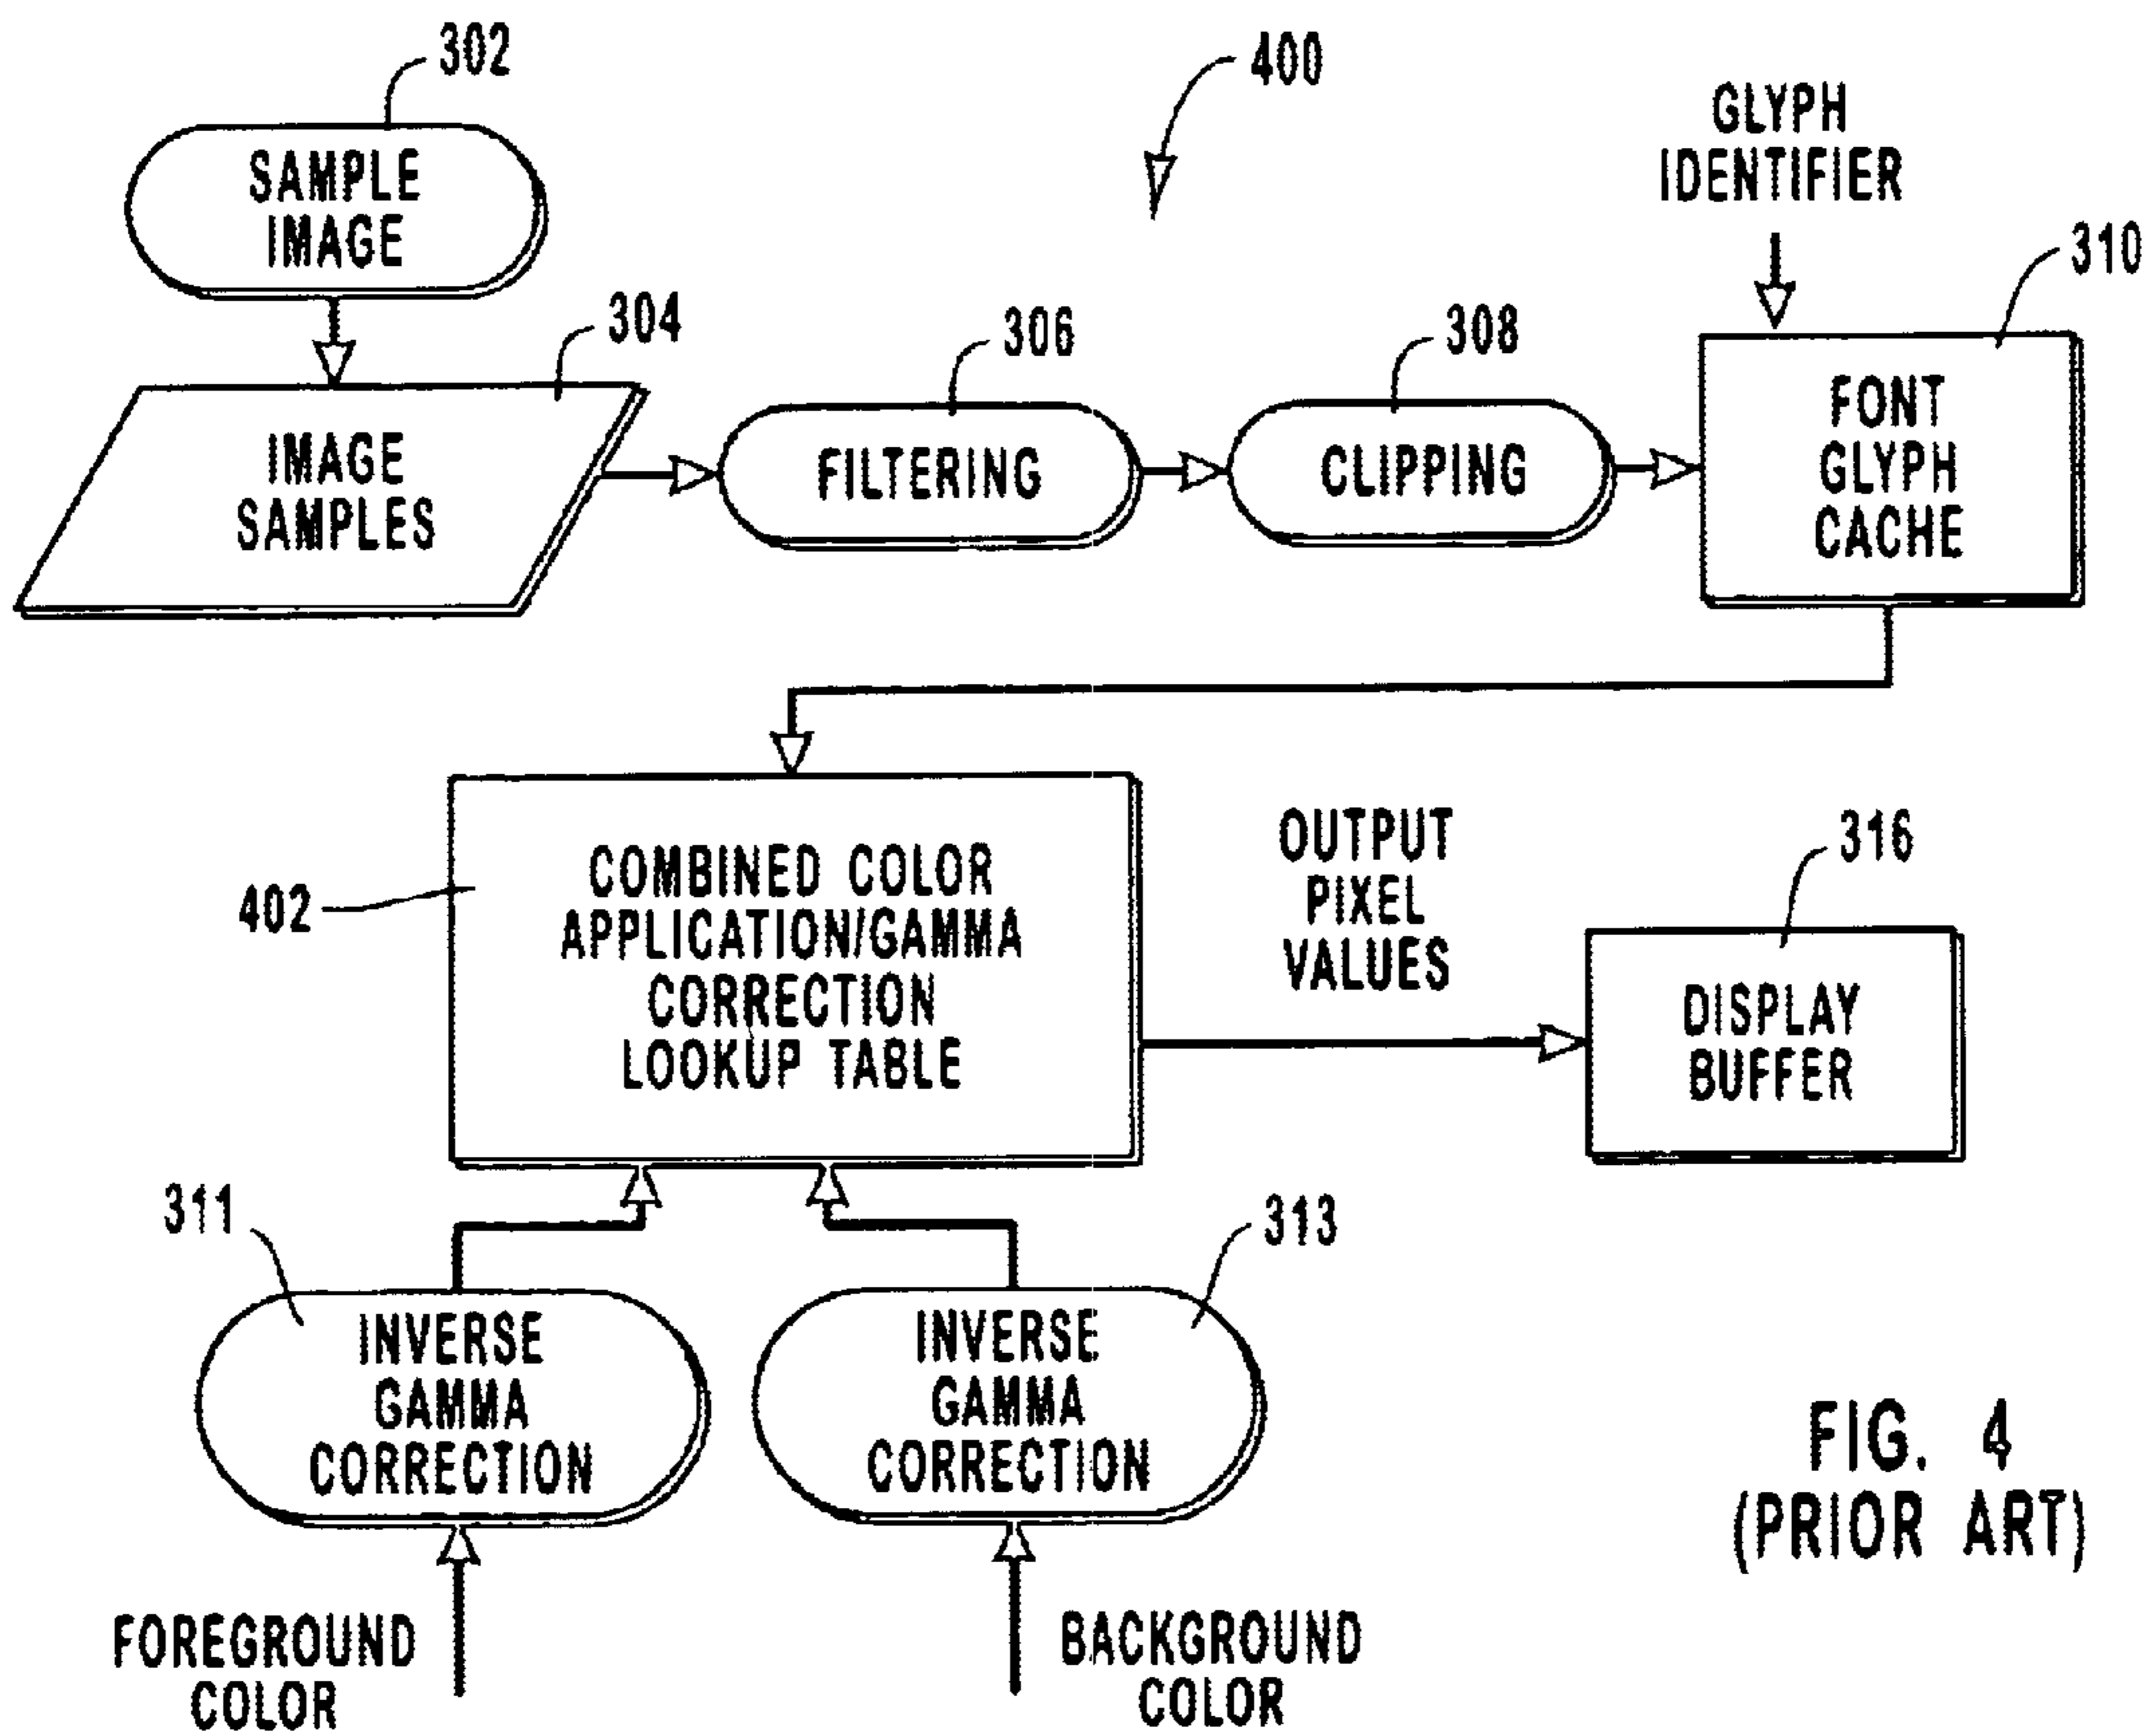 302
400
GLYPH
IDENTIFIER
SAMPLE
IMAGE
310
304
306
308
IMAGE
SAMPLES
FILTERING
CLIPPING
FONT
GLYPH
CACHE
402
COMBINED COLOR
APPLICATION/GAMMA
CORRECTION
LOOKUP TABLE
OUTPUT
PIXEL
VALUES
316
DISPLAY
BUFFER
311
313
INVERSE
GAMMA
CORRECTION
INVERSE
GAMMA
CORRECTION
FOREGROUND
COLOR
BACKGROUND
COLOR
FIG. 4
(PRIOR ART)